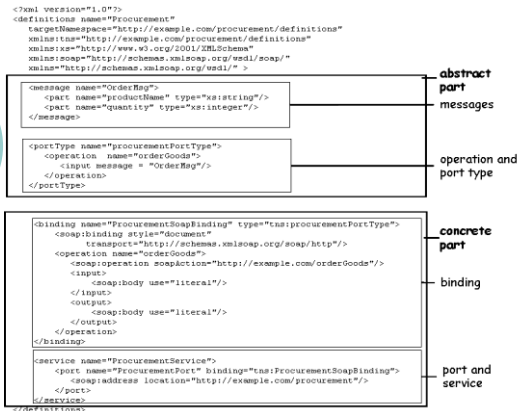 <?xml version="1.0"?>
<definitions name="Procurement"
targetNamespace="http://example.com/procurement/definitions"
xmlns:tns="http://example.com/procurement/definitions"
xmlns:xs="http://www.w3.org/2001/XMLSchema"
xmlns:soap="http://schemas.xmlsoap.org/wsdl/soap/"
xmlns="http://schemas.xmlsoap.org/wsdl/" >
abstract
part
<message name="OrderMsg">
<part name="productName" type="xs:string"/>
<part name="quantity" type="xs:integer"/>
</message>
messages
<portType name="procurementPortType">
<operation name="orderGoods">
<input message = "OrderMsg"/>
</operation>
</portType>
operation and
port type
<binding name="ProcurementSoapBinding" type="tns:procurementPortType">
<soap:binding style="document"
transport="http://schemas.xmlsoap.org/soap/http"/>
<operation name="orderGoods">
<soap:operation soapAction="http://example.com/orderGoods"/>
<input>
<soap:body use="literal"/>
</input>
<output>
<soap:body use="literal"/>
</output>
</operation>
</binding>
concrete
part
binding
<service name="ProcurementService">
<port name="ProcurementPort" binding="tns:ProcurementSoapBinding">
<soap:address location="http://example.com/procurement"/>
</port>
</service>
port and
service
</definitions>